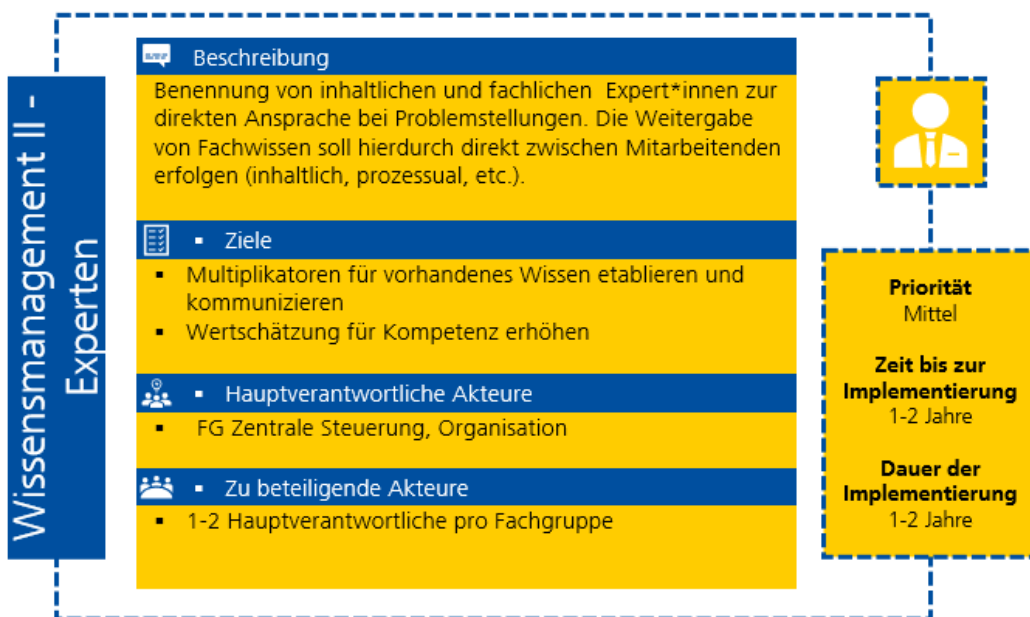 Wissensmanagement II -
Experten
Beschreibung
Benennung von inhaltlichen und fachlichen Expert*innen zur
direkten Ansprache bei Problemstellungen. Die Weitergabe
von Fachwissen soll hierdurch direkt zwischen Mitarbeitenden
erfolgen (inhaltlich, prozessual, etc.).
Ziele
Multiplikatoren für vorhandenes Wissen etablieren und
kommunizieren
Wertschätzung für Kompetenz erhöhen
Hauptverantwortliche Akteure
FG Zentrale Steuerung, Organisation
Zu beteiligende Akteure
1-2 Hauptverantwortliche pro Fachgruppe
Priorität
Mittel
Zeit bis zur
Implementierung
1-2 Jahre
Dauer der
Implementierung
1-2 Jahre